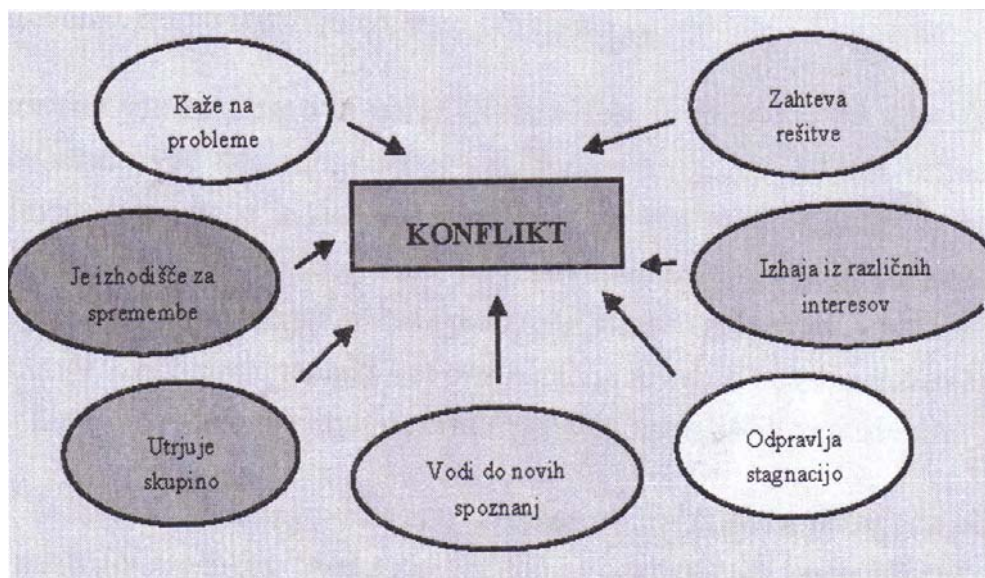 Kaže na
probleme
Zahteva
rešitve
KONFLIKT
Je izhodišče za
spremembe
Izhaja iz različnih
interesov
Utrjuje
skupino
Vodi do novih
spoznanj
Odpravlja
stagnacijo